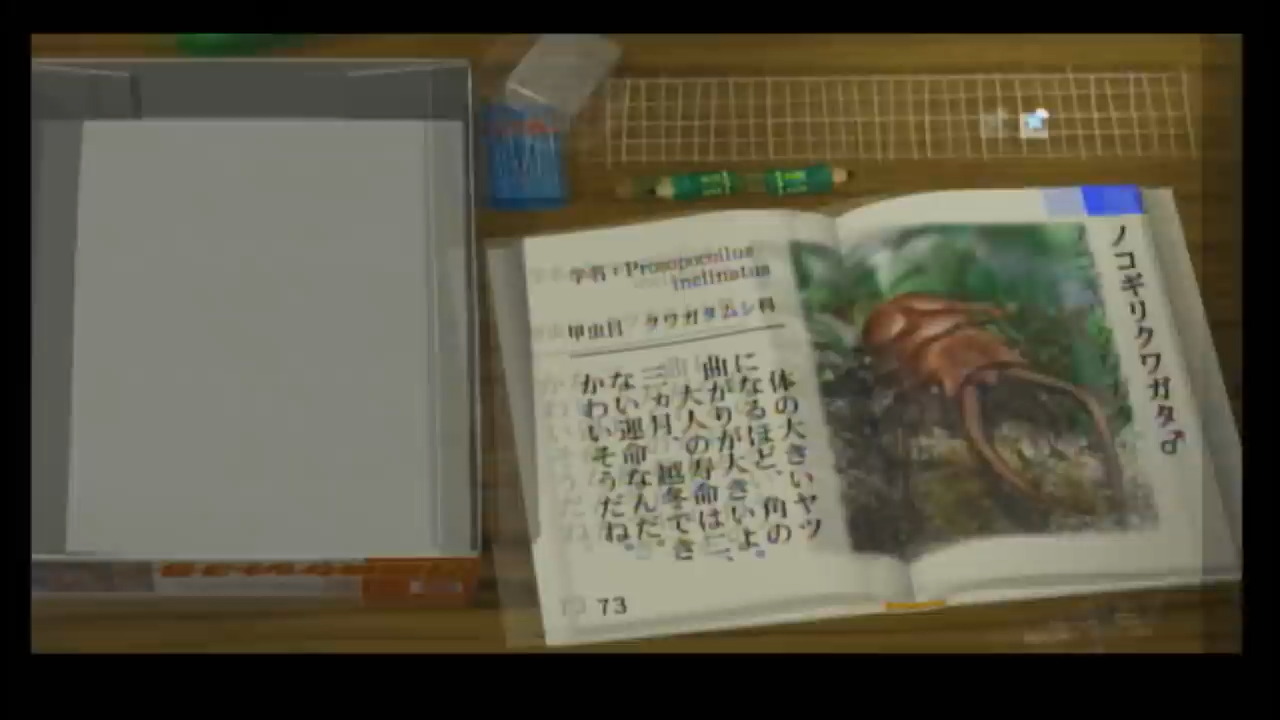 ノコギリクワガタ♂
学名：Prosopocoilus
inclinatus
甲虫目　クワガタムシ科
体の大きいヤツ
になるほど、角の
曲がりが大きいよ。
大人の寿命は二、
三ヵ月、越冬でき
ない運命なんだ。
かわいそうだね。
73